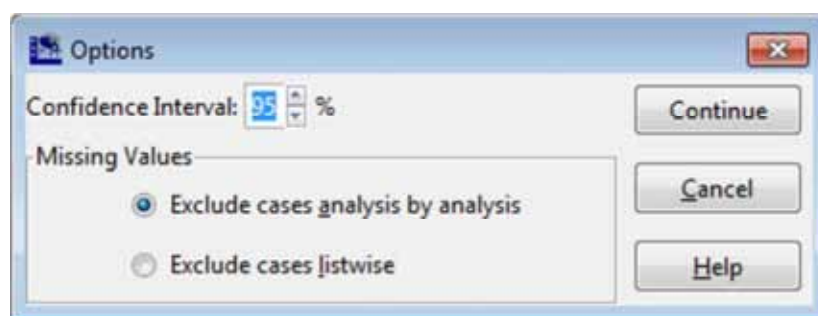 Options
Confidence Interval: 95 %
Continue
Missing Values
Exclude cases analysis by analysis
Cancel
Exclude cases listwise
Help